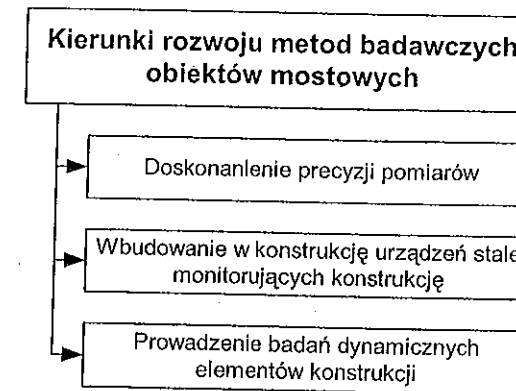 Kierunki rozwoju metod badawczych
obiektów mostowych
Doskonanlenie precyzji pomiarów
Wbudowanie w konstrukcję urządzeń stale
monitorujących konstrukcję
Prowadzenie badań dynamicznych
elementów konstrukcji